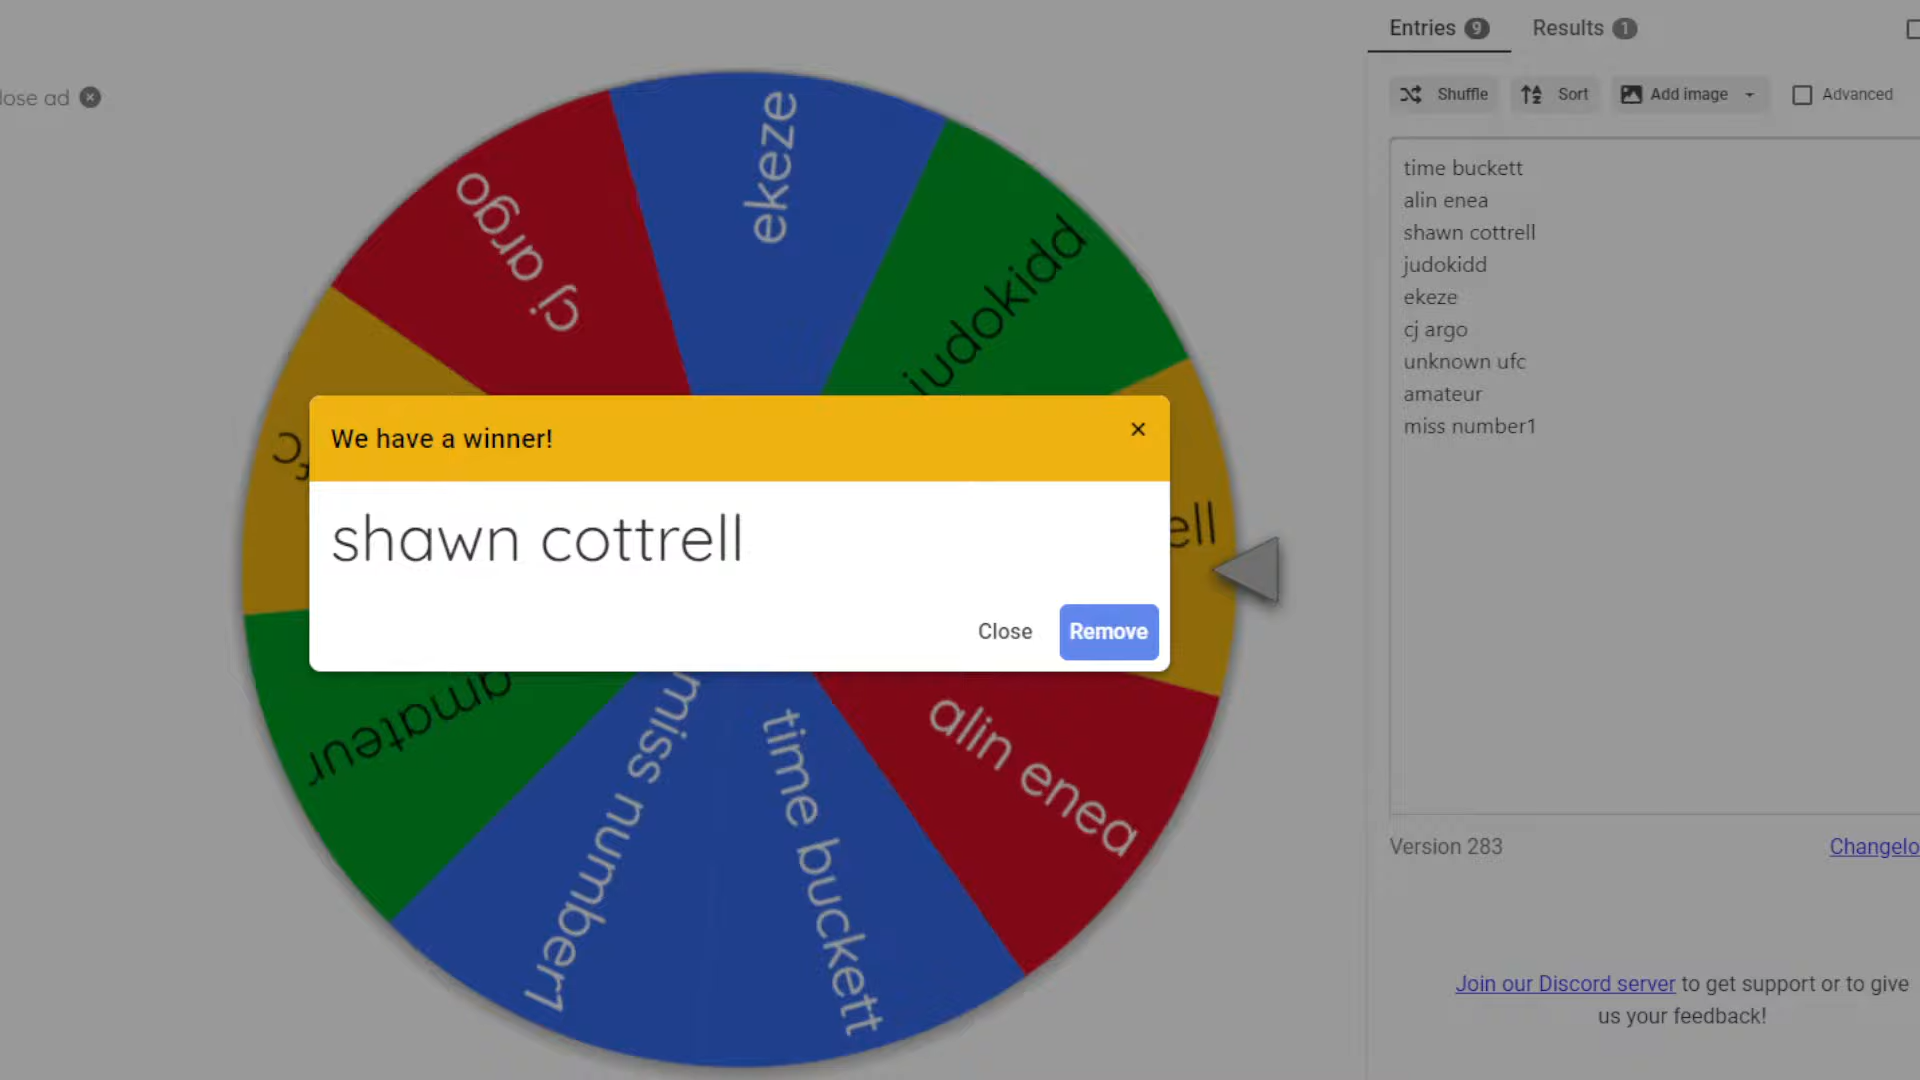 Entries 9 Results 1
lose ad
Shuffle Sort Add image Advanced
time buckett
alin enea
shawn cottrell
judokidd
ekeze
cj argo
unknown ufc
amateur
miss number1
ekeze
cj argo
judokidd
We have a winner!
shawn cottrell
ell
Close Remove
amateur
miss number1
time buckett
alin enea
Version 283
Changelo
Join our Discord server to get support or to give
us your feedback!